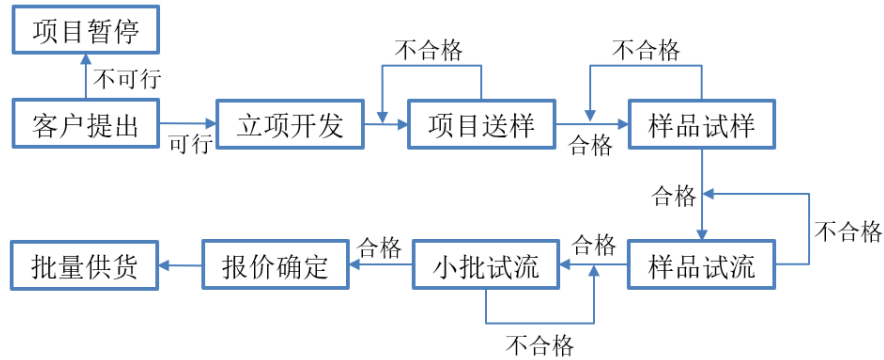 项目暂停
不可行
客户提出
可行
立项开发
不合格
项目送样
合格
不合格
样品试样
合格
不合格
样品试流
合格
小批试流
不合格
合格
报价确定
批量供货